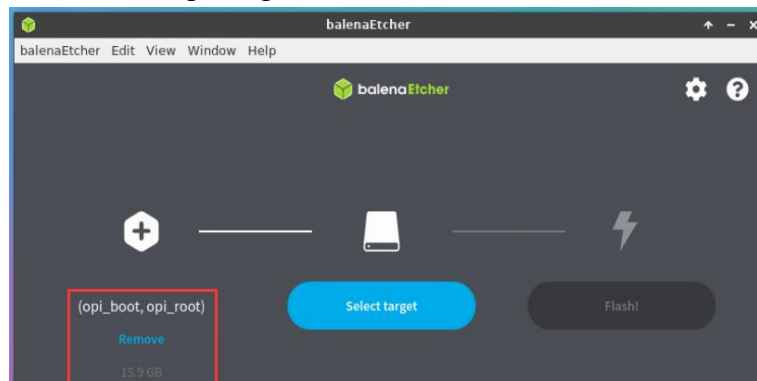 balenaEtcher
balenaEtcher Edit View Window Help
balenaEtcher
(opi_boot, opi_root)
Select target
Flash!
Remove
15.9 GB